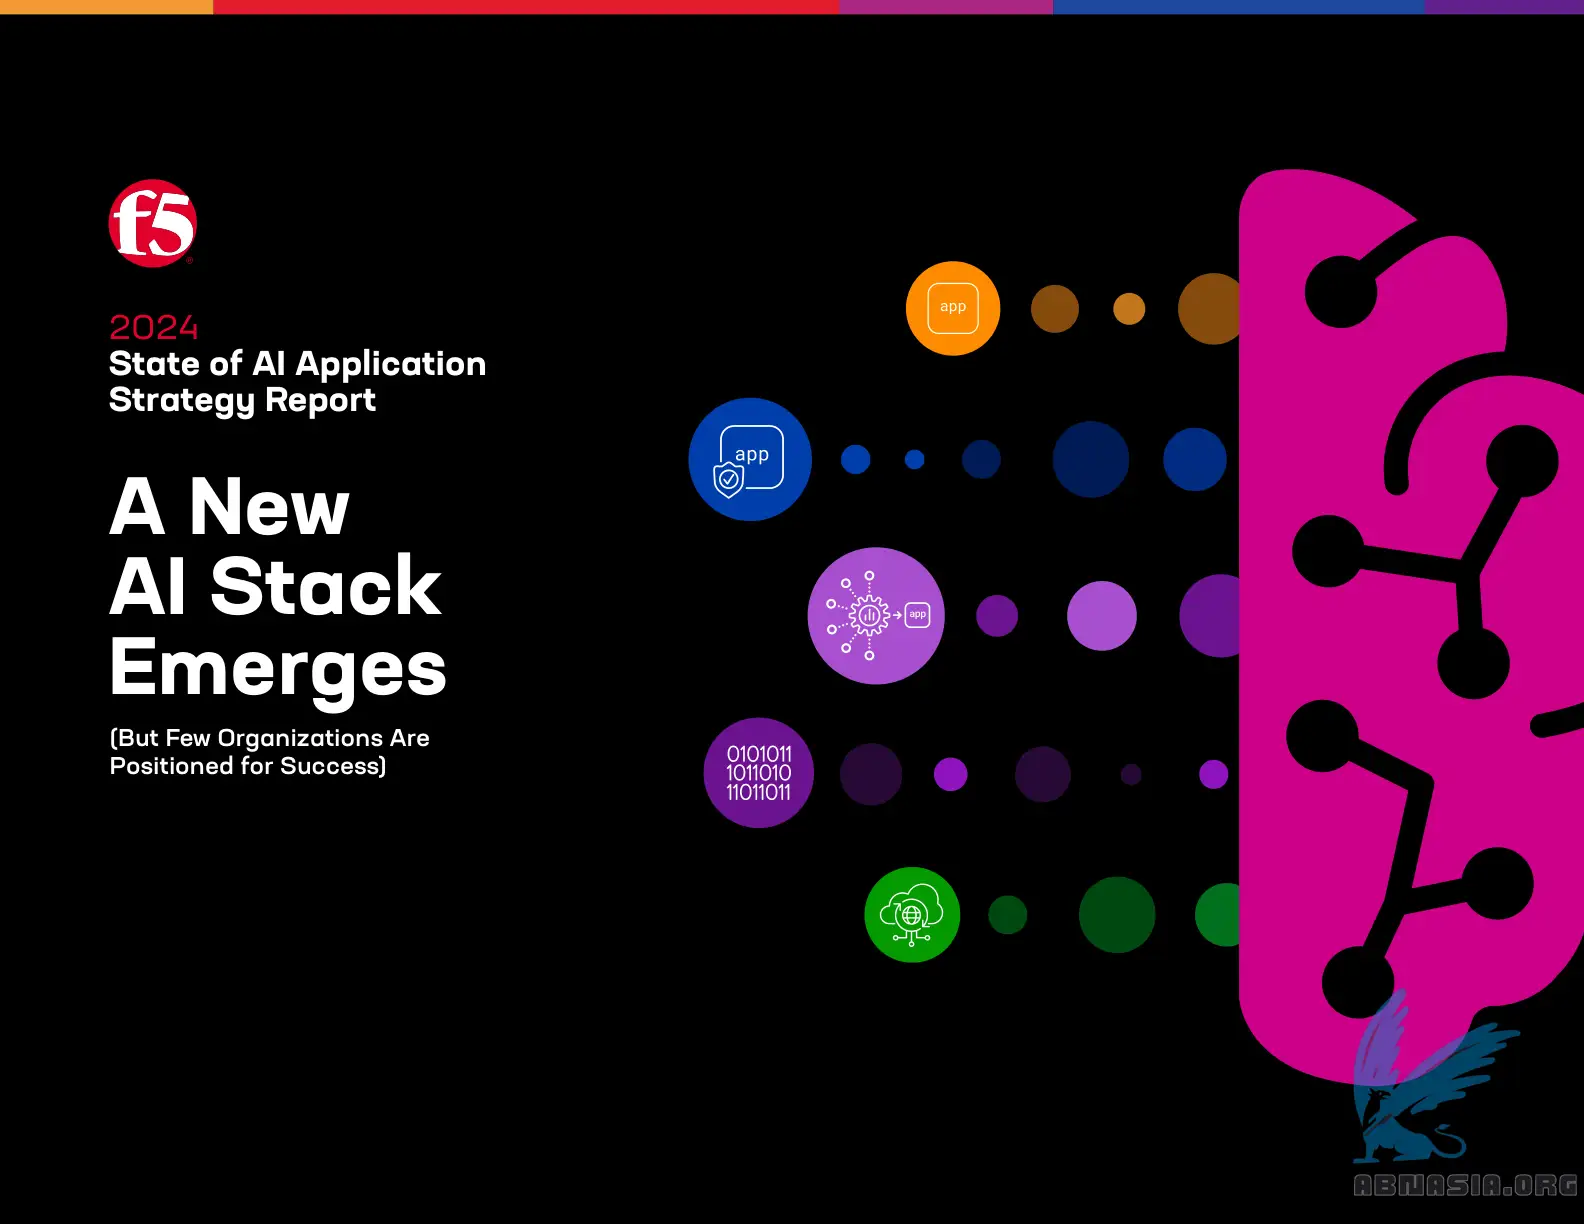 f5
2024
State of AI Application
Strategy Report
A New
AI Stack
Emerges
(But Few Organizations Are
Positioned for Success)
app
app
app
0101011
1011010
11011011
ABNASIA.ORG